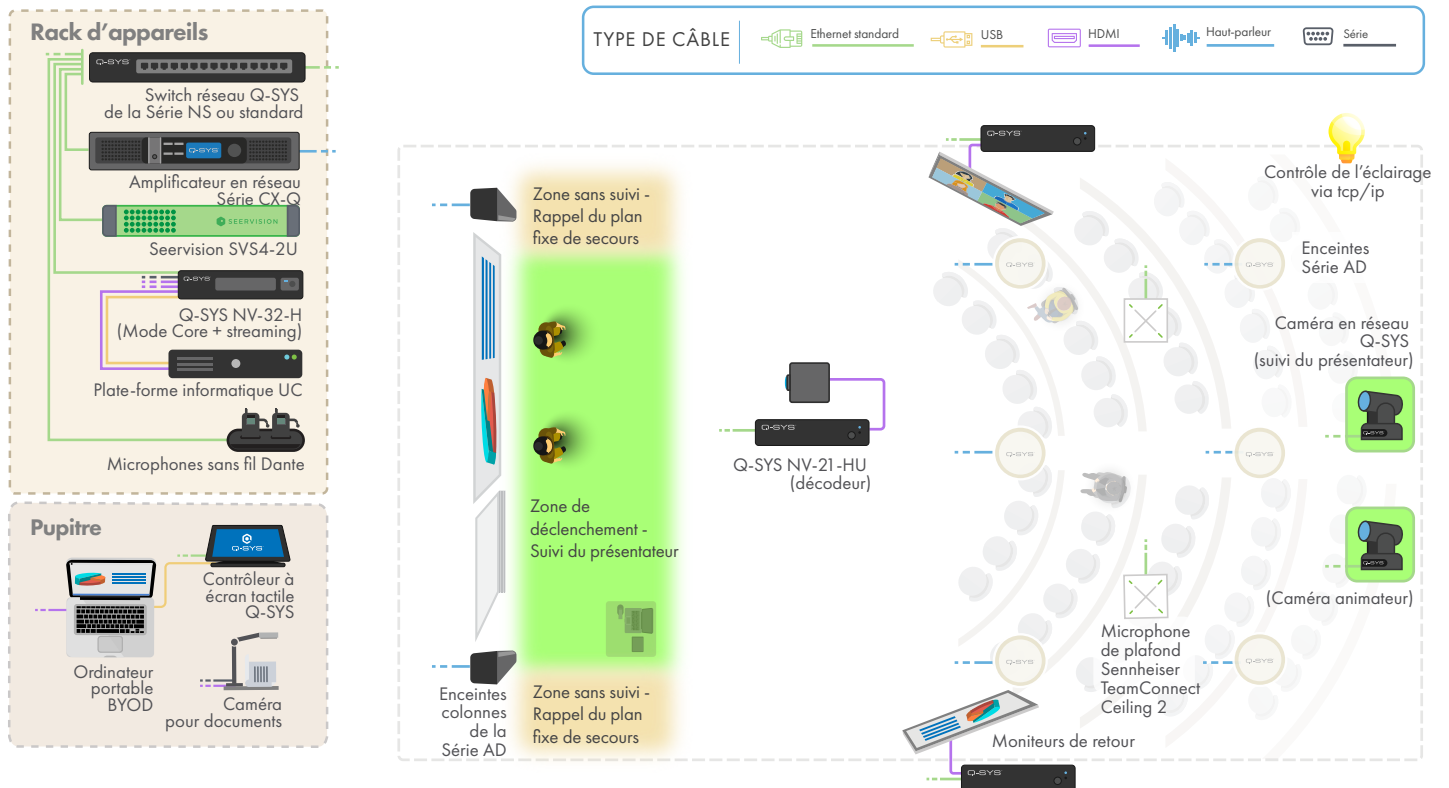 Rack d’appareils
Q-SYS
Switch réseau Q-SYS
de la Série NS ou standard
Q-SYS
Amplificateur en réseau
Série CX-Q
SEERVISION
Seervision SVS4-2U
Q-SYS
Q-SYS NV-32-H
(Mode Core + streaming)
Plate-forme informatique UC
Microphones sans fil Dante
Pupitre
Q-SYS
Contrôleur à
écran tactile
Q-SYS
Ordinateur
portable
BYOD
Caméra
pour documents
TYPE DE CÂBLE
Ethernet standard
USB
HDMI
Haut-parleur
Série
Q-SYS
Contrôle de l’éclairage
via tcp/ip
Zone sans suivi -
Rappel du plan
fixe de secours
Q-SYS
Q-SYS
Enceintes
Série AD
Caméra en réseau
Q-SYS
(suivi du présentateur)
Q-SYS
Q-SYS
Q-SYS NV-21-HU
(décodeur)
Q-SYS
Q-SYS
Zone de
déclenchement -
Suivi du présentateur
Q-SYS
(Caméra animateur)
Microphone
de plafond
Sennheiser
TeamConnect
Ceiling 2
Q-SYS
Q-SYS
Enceintes
colonnes
de la
Série AD
Zone sans suivi -
Rappel du plan
fixe de secours
Moniteurs de retour
Q-SYS